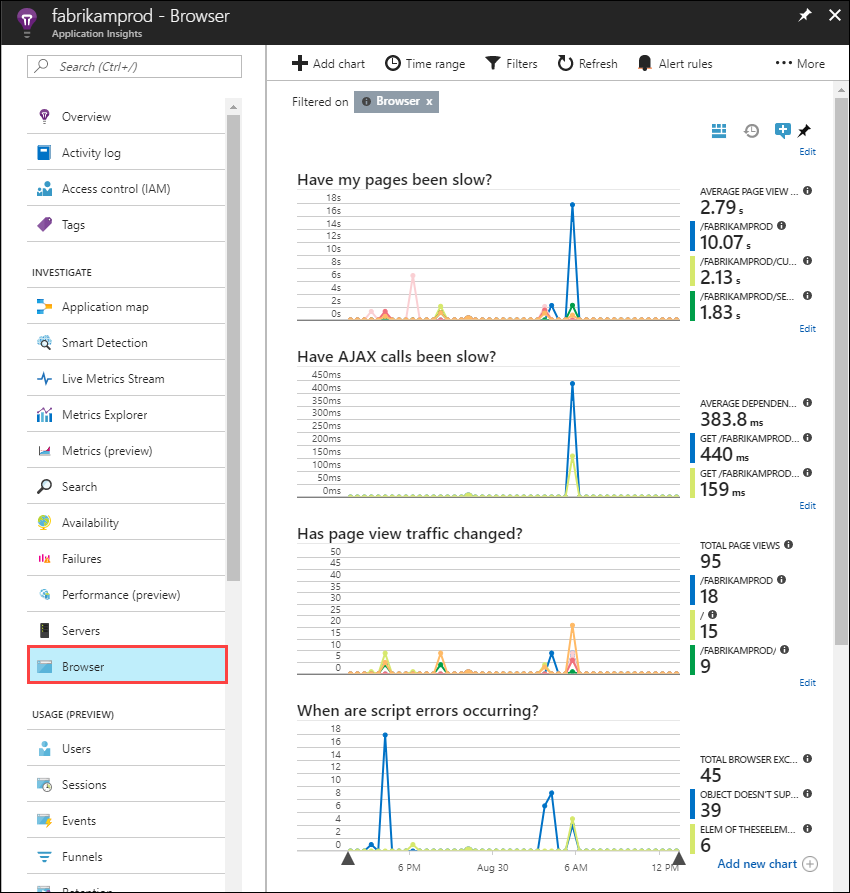 fabrikamprod - Browser
Application Insights
Search (Ctrl+/)
Overview
Activity log
Access control (IAM)
Tags
INVESTIGATE
Application map
Smart Detection
Live Metrics Stream
Metrics Explorer
Metrics (preview)
Search
Availability
Failures
Performance (preview)
Servers
Browser
USAGE (PREVIEW)
Users
Sessions
Events
Funnels
Retention
Add chart
Time range
Filters
Refresh
Alert rules
More
Filtered on
Browser x
Edit
Have my pages been slow?
18s
16s
14s
12s
10s
8s
6s
4s
2s
0s
AVERAGE PAGE VIEW ...
2.79 s
/FABRIKAMPROD
10.07 s
/FABRIKAMPROD/CU...
2.13 s
/FABRIKAMPROD/SE...
1.83 s
Edit
Have AJAX calls been slow?
450ms
400ms
350ms
300ms
250ms
200ms
150ms
100ms
50ms
0ms
AVERAGE DEPENDEN...
383.8 ms
GET /FABRIKAMPROD...
440 ms
GET /FABRIKAMPROD...
159 ms
Edit
Has page view traffic changed?
50
45
40
35
30
25
20
15
10
5
0
TOTAL PAGE VIEWS
95
/FABRIKAMPROD
18
/
15
/FABRIKAMPROD/
9
Edit
When are script errors occurring?
18
16
14
12
10
8
6
4
2
0
6 PM
Aug 30
6 AM
12 PM
TOTAL BROWSER EXC...
45
OBJECT DOESN'T SUP...
39
ELEM OF THESEELEM...
6
Add new chart